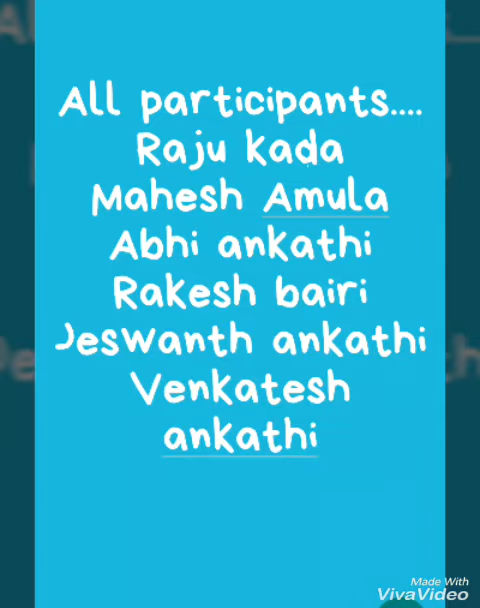 All participants....
Raju kada
Mahesh Amula
Abhi ankathi
Rakesh bairi
Jeswanth ankathi
Venkatesh
ankathi
Made With
VivaVideo